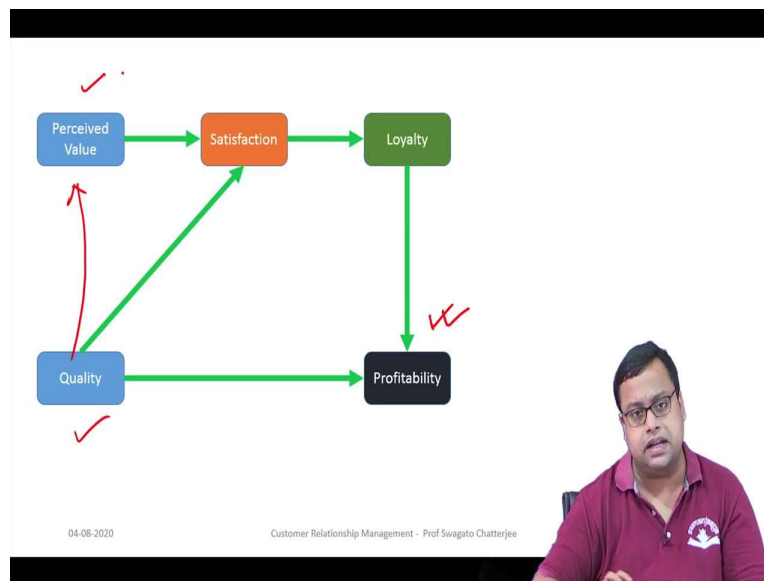 Perceived
Value
Satisfaction
Loyalty
Quality
Profitability
04-08-2020
Customer Relationship Management - Prof Swagato Chatterjee